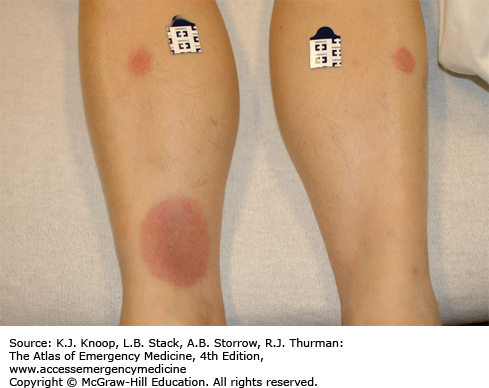 Source: K.J. Knoop, L.B. Stack, A.B. Storrow, R.J. Thurman:
The Atlas of Emergency Medicine, 4th Edition,
www.accessemergencymedicine
Copyright © McGraw-Hill Education. All rights reserved.